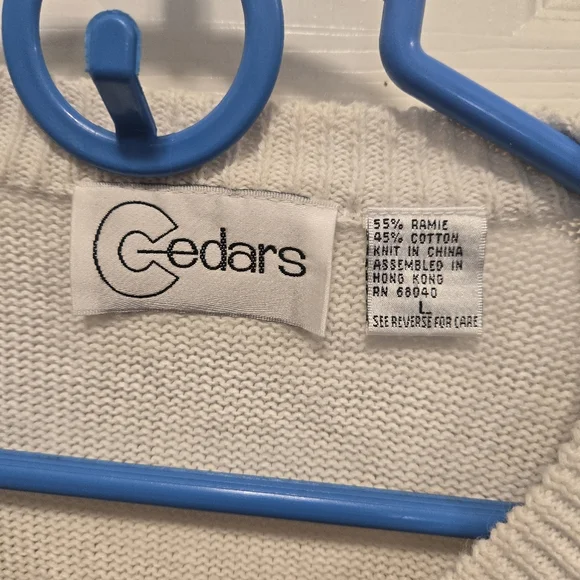 Cedars
55% RAMIE
45% COTTON
KNIT IN CHINA
ASSEMBLED IN
HONG KONG
RN 68040
L
SEE REVERSE FOR CARE